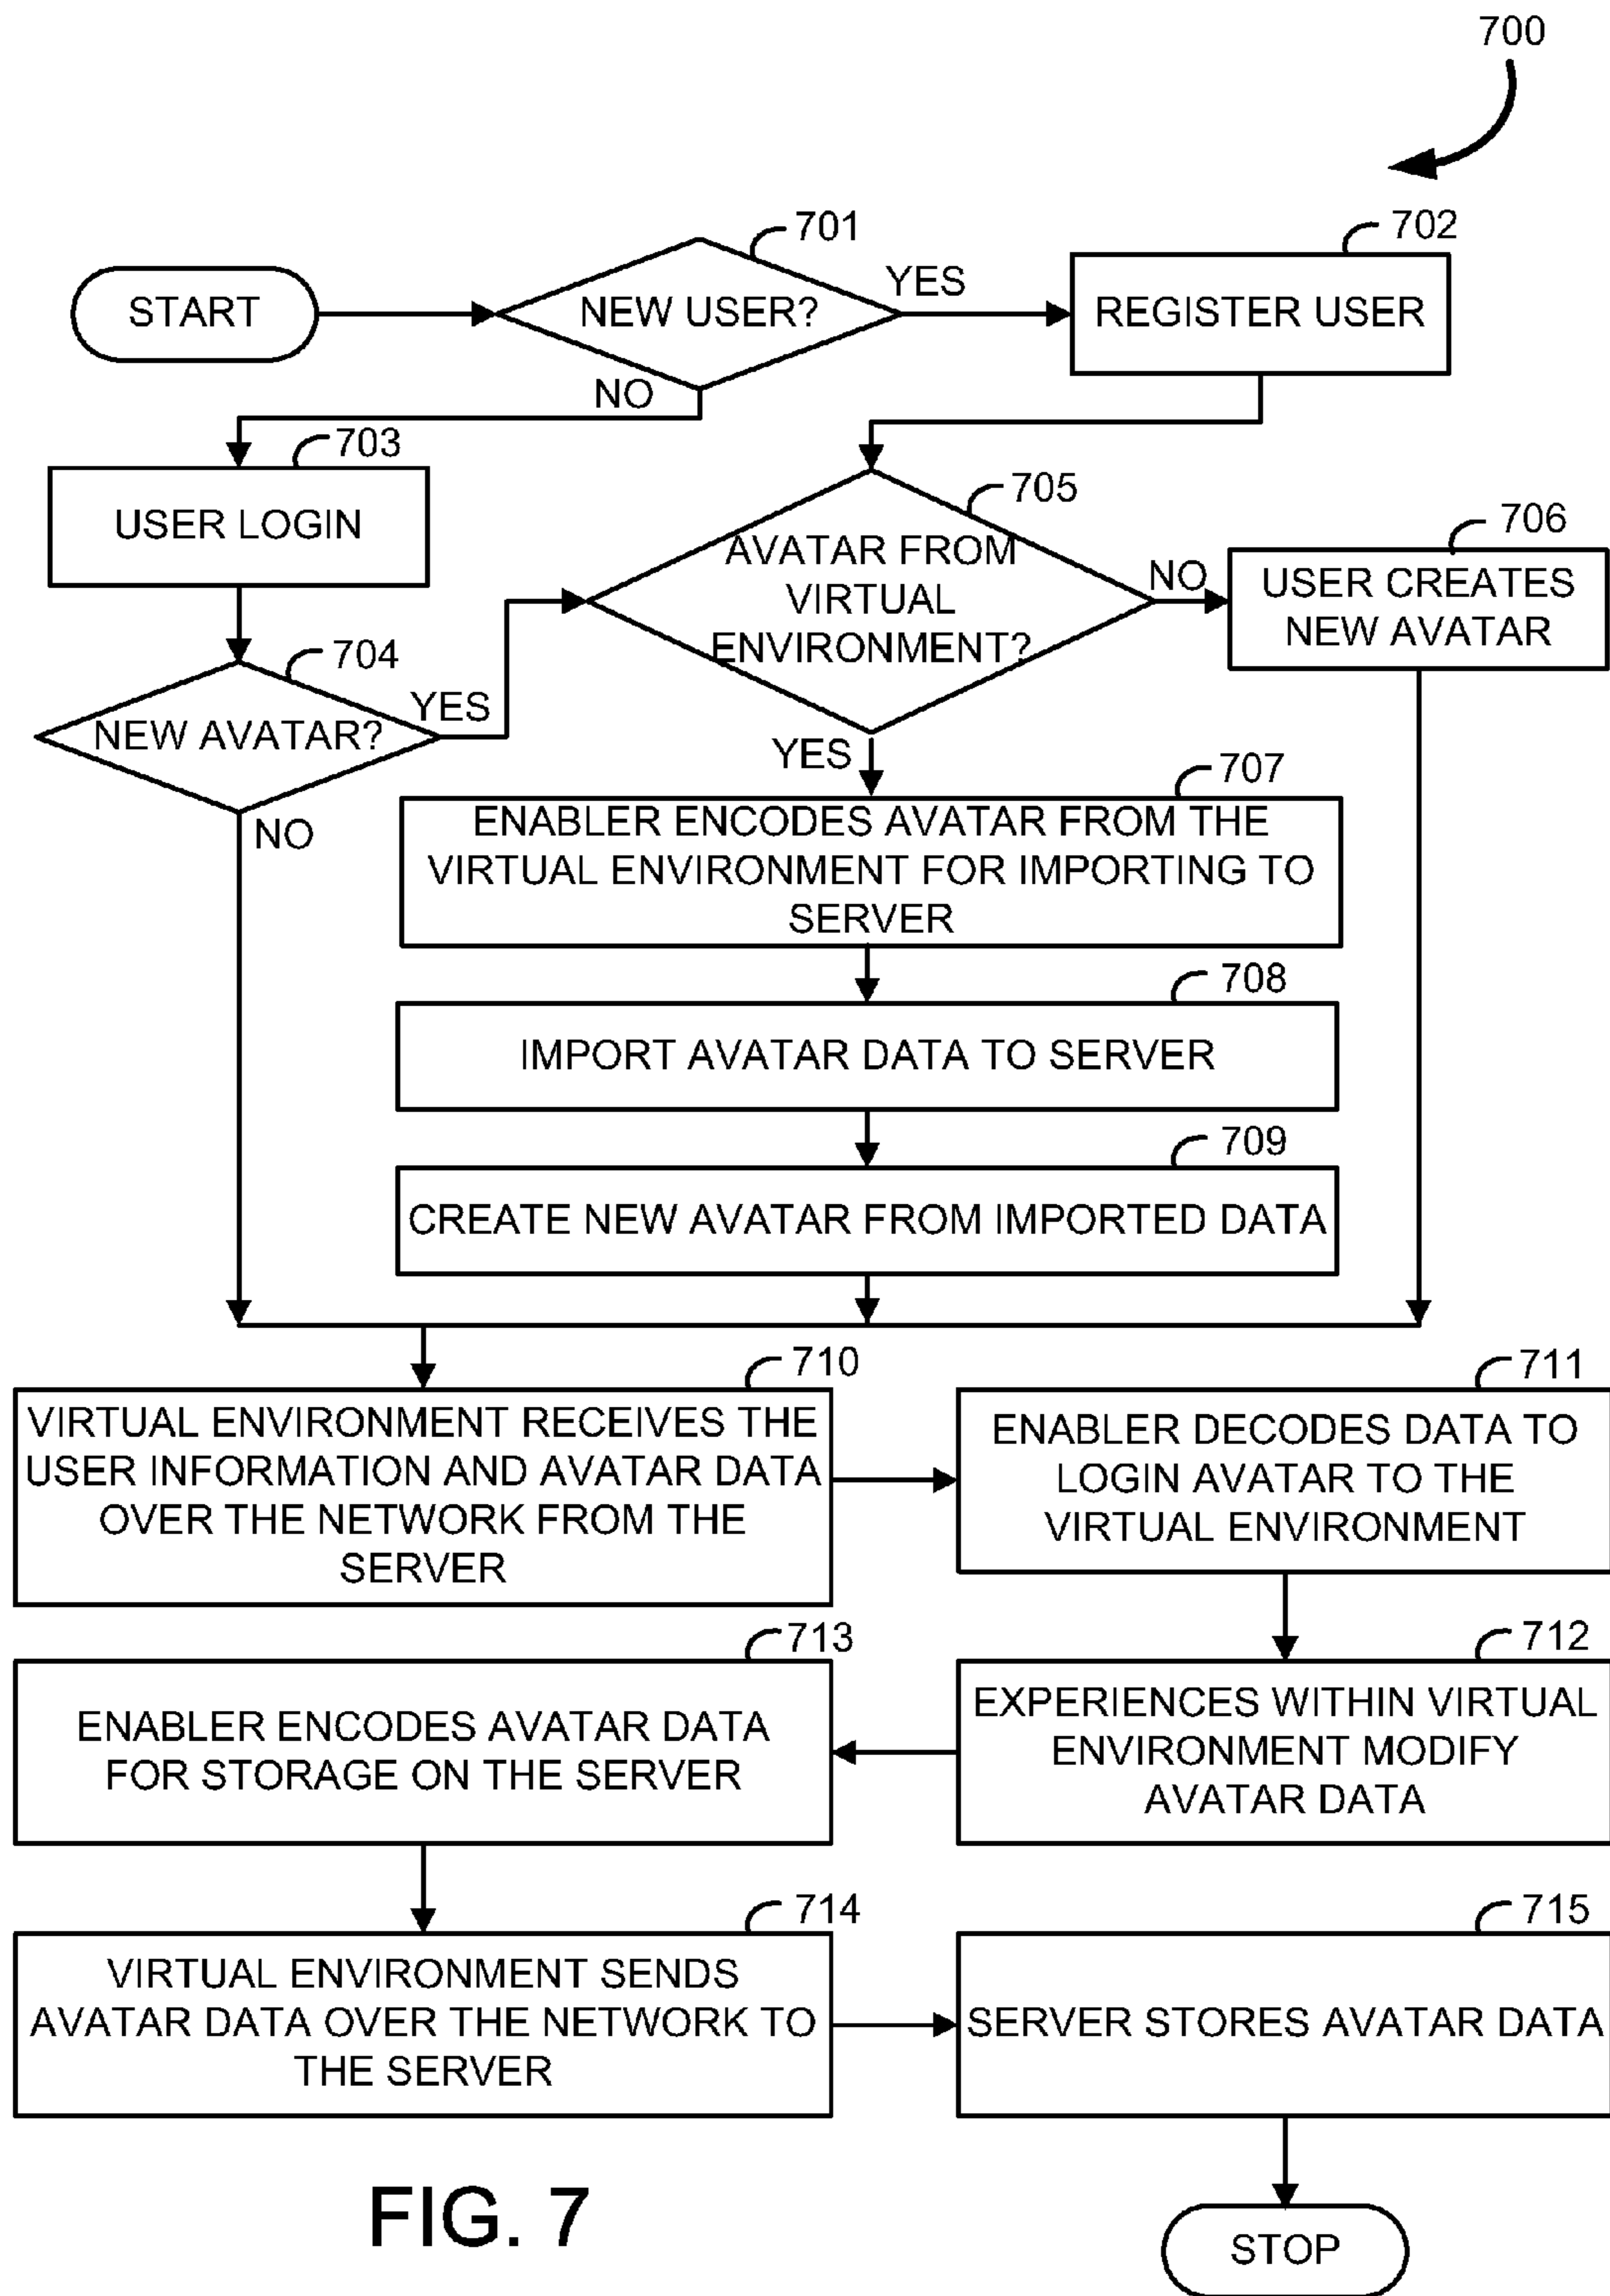 700
701
702
START
NEW USER?
YES
REGISTER USER
NO
703
USER LOGIN
705
AVATAR FROM
VIRTUAL
ENVIRONMENT?
NO
706
USER CREATES
NEW AVATAR
704
NEW AVATAR?
YES
NO
YES
707
ENABLER ENCODES AVATAR FROM THE
VIRTUAL ENVIRONMENT FOR IMPORTING TO
SERVER
708
IMPORT AVATAR DATA TO SERVER
709
CREATE NEW AVATAR FROM IMPORTED DATA
710
VIRTUAL ENVIRONMENT RECEIVES THE
USER INFORMATION AND AVATAR DATA
OVER THE NETWORK FROM THE
SERVER
711
ENABLER DECODES DATA TO
LOGIN AVATAR TO THE
VIRTUAL ENVIRONMENT
713
ENABLER ENCODES AVATAR DATA
FOR STORAGE ON THE SERVER
712
EXPERIENCES WITHIN VIRTUAL
ENVIRONMENT MODIFY
AVATAR DATA
714
VIRTUAL ENVIRONMENT SENDS
AVATAR DATA OVER THE NETWORK TO
THE SERVER
715
SERVER STORES AVATAR DATA
FIG. 7
STOP